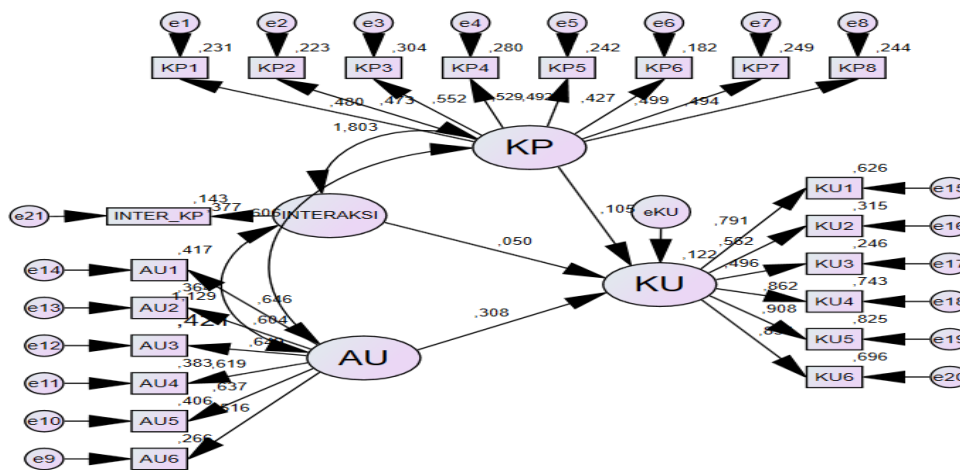 e1 e2 e3 e4 e5 e6 e7 e8
,231 ,223 ,304 ,280 ,242 ,182 ,249 ,244
KP1 KP2 KP3 KP4 KP5 KP6 KP7 KP8
,480 ,473 ,552 ,529 ,492 ,427 ,499 ,494
1,803
KP
,626
KU1 e15
,143
,377
e21 INTER_KP INTERAKSI
,105 eKU
,791
,315
KU2 e16
,562
,050
,122
,246
KU3 e17
,496
,417
e14 AU1
KU
,862
,743
KU4 e18
,646
1,129
e13 AU2
,604
,908
,825
KU5 e19
,308
e12 AU3
AU
,696
KU6 e20
,383 ,619
e11 AU4
,637
,406 ,516
e10 AU5
,266
e9 AU6